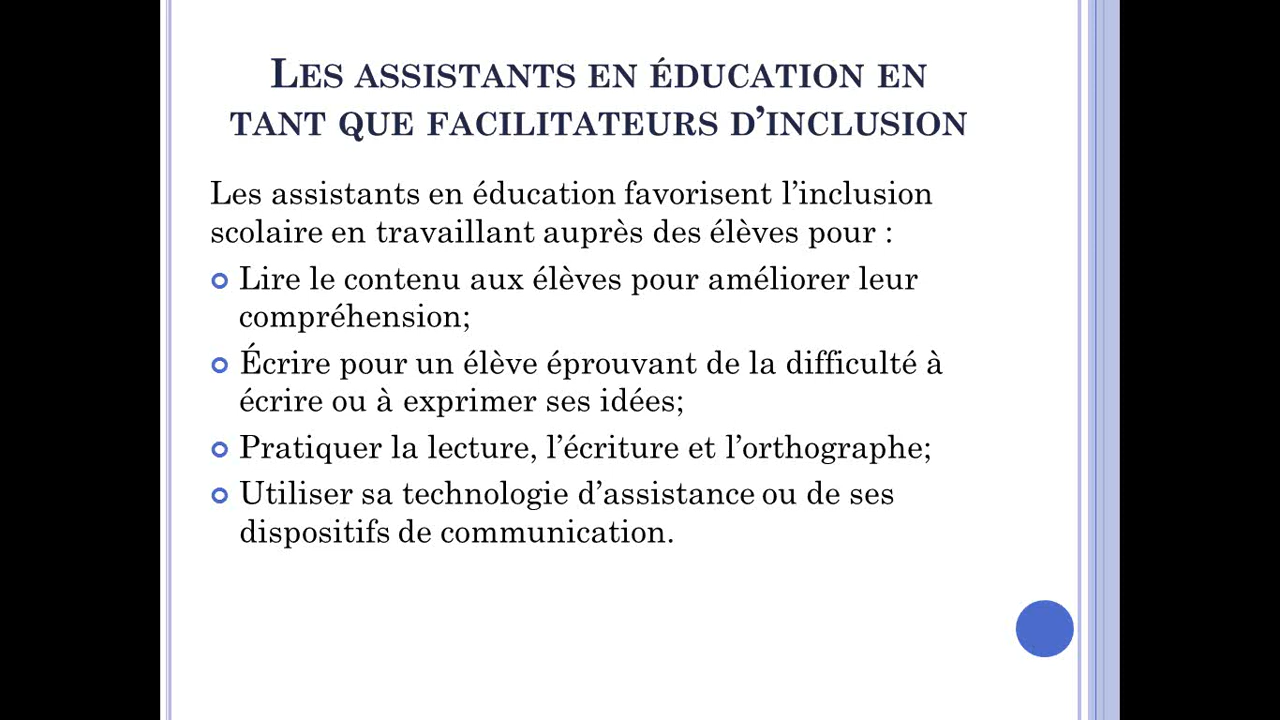 Les assistants en éducation en
tant que facilitateurs d’inclusion
Les assistants en éducation favorisent l’inclusion
scolaire en travaillant auprès des élèves pour :
Lire le contenu aux élèves pour améliorer leur
compréhension;
Écrire pour un élève éprouvant de la difficulté à
écrire ou à exprimer ses idées;
Pratiquer la lecture, l’écriture et l’orthographe;
Utiliser sa technologie d’assistance ou de ses
dispositifs de communication.